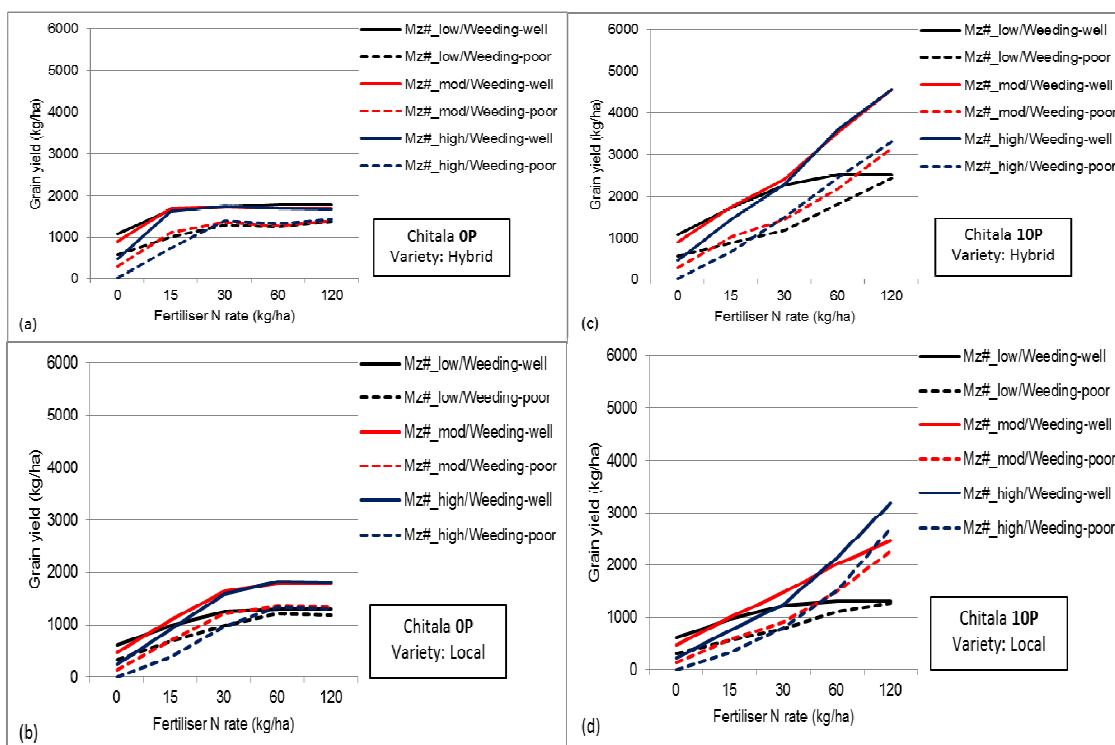 6000
5000
4000
3000
2000
1000
0
Grain yield (kg/ha)
0 15 30 60 120
Fertiliser N rate (kg/ha)
(a)
Mz#_low/Weeding-well
Mz#_low/Weeding-poor
Mz#_mod/Weeding-well
Mz#_mod/Weeding-poor
Mz#_high/Weeding-well
Mz#_high/Weeding-poor
Chitala 0P
Variety: Hybrid
6000
5000
4000
3000
2000
1000
0
Grain yield (kg/ha)
0 15 30 60 120
Fertiliser N rate (kg/ha)
(c)
Mz#_low/Weeding-well
Mz#_low/Weeding-poor
Mz#_mod/Weeding-well
Mz#_mod/Weeding-poor
Mz#_high/Weeding-well
Mz#_high/Weeding-poor
Chitala 10P
Variety: Hybrid
6000
5000
4000
3000
2000
1000
0
Grain yield (kg/ha)
0 15 30 60 120
Fertiliser N rate (kg/ha)
(b)
Mz#_low/Weeding-well
Mz#_low/Weeding-poor
Mz#_mod/Weeding-well
Mz#_mod/Weeding-poor
Mz#_high/Weeding-well
Mz#_high/Weeding-poor
Chitala 0P
Variety: Local
6000
5000
4000
3000
2000
1000
0
Grain yield (kg/ha)
0 15 30 60 120
Fertiliser N rate (kg/ha)
(d)
Mz#_low/Weeding-well
Mz#_low/Weeding-poor
Mz#_mod/Weeding-well
Mz#_mod/Weeding-poor
Mz#_high/Weeding-well
Mz#_high/Weeding-poor
Chitala 10P
Variety: Local